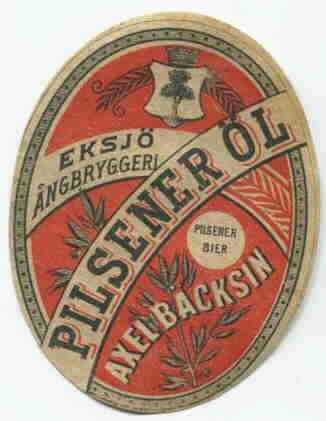 EKSJÖ
ÅNGBRYGGERI
PILSENER ÖL
PILSENER
BIER
AXEL BÄCKSIN